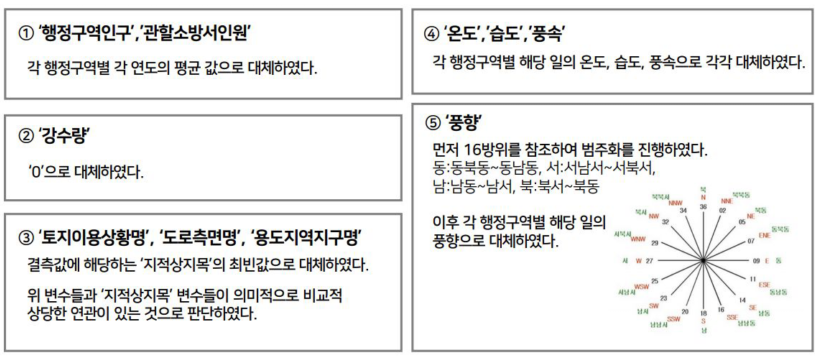 ① ‘행정구역인구’,‘관할소방서인원’
각 행정구역별 각 연도의 평균 값으로 대체하였다.
② ‘강수량’
‘0’으로 대체하였다.
③ ‘토지이용상황명’, ‘도로측면명’, ‘용도지역지구명’
결측값에 해당하는 ‘지적상지목’의 최빈값으로 대체하였다.
위 변수들과 ‘지적상지목’ 변수들이 의미적으로 비교적
상당한 연관이 있는 것으로 판단하였다.
④ ‘온도’,‘습도’,‘풍속’
각 행정구역별 해당 일의 온도, 습도, 풍속으로 각각 대체하였다.
⑤ ‘풍향’
먼저 16방위를 참조하여 범주화를 진행하였다.
동:동북동~동남동, 서:서남서~서북서,
남:남동~남서, 북:북서~북동
이후 각 행정구역별 해당 일의
풍향으로 대체하였다.
북
N
36
북북동
NNE
02
북동
NE
05
동북동
ENE
07
동
E
09
동남동
ESE
11
남동
SE
14
남남동
SSE
16
남
S
18
남남서
SSW
20
남서
SW
23
서남서
WSW
25
서
W
27
서북서
WNW
29
북서
NW
32
북북서
NNW
34